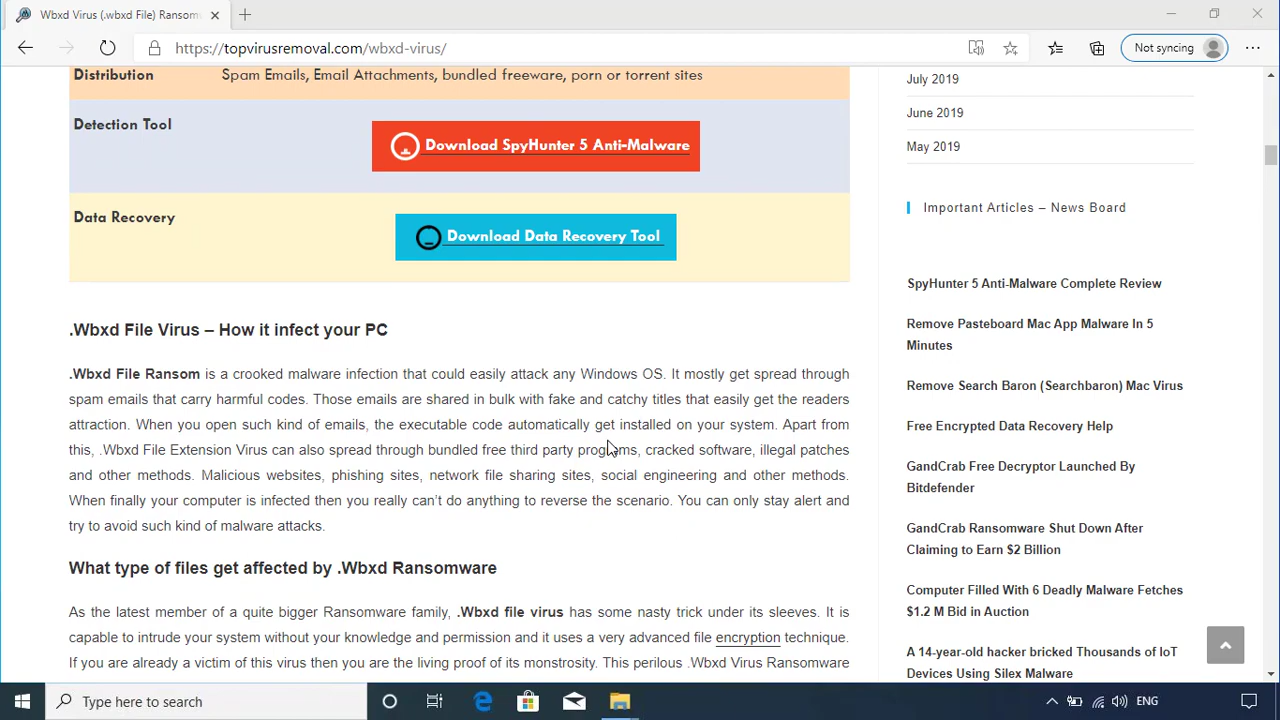 Wbxd Virus (.wbxd File) Ransom
https://topvirusremoval.com/wbxd-virus/
Not syncing
Distribution Spam Emails, Email Attachments, bundled freeware, porn or torrent sites
Detection Tool
Download SpyHunter 5 Anti-Malware
Data Recovery
Download Data Recovery Tool
.Wbxd File Virus – How it infect your PC
.Wbxd File Ransom is a crooked malware infection that could easily attack any Windows OS. It mostly get spread through
spam emails that carry harmful codes. Those emails are shared in bulk with fake and catchy titles that easily get the readers
attraction. When you open such kind of emails, the executable code automatically get installed on your system. Apart from
this, .Wbxd File Extension Virus can also spread through bundled free third party programs, cracked software, illegal patches
and other methods. Malicious websites, phishing sites, network file sharing sites, social engineering and other methods.
When finally your computer is infected then you really can't do anything to reverse the scenario. You can only stay alert and
try to avoid such kind of malware attacks.
What type of files get affected by .Wbxd Ransomware
As the latest member of a quite bigger Ransomware family, .Wbxd file virus has some nasty trick under its sleeves. It is
capable to intrude your system without your knowledge and permission and it uses a very advanced file encryption technique.
If you are already a victim of this virus then you are the living proof of its monstrosity. This perilous .Wbxd Virus Ransomware
July 2019
June 2019
May 2019
Important Articles – News Board
SpyHunter 5 Anti-Malware Complete Review
Remove Pasteboard Mac App Malware In 5
Minutes
Remove Search Baron (Searchbaron) Mac Virus
Free Encrypted Data Recovery Help
GandCrab Free Decryptor Launched By
Bitdefender
GandCrab Ransomware Shut Down After
Claiming to Earn $2 Billion
Computer Filled With 6 Deadly Malware Fetches
$1.2 M Bid in Auction
A 14-year-old hacker bricked Thousands of IoT
Devices Using Silex Malware
Type here to search
ENG